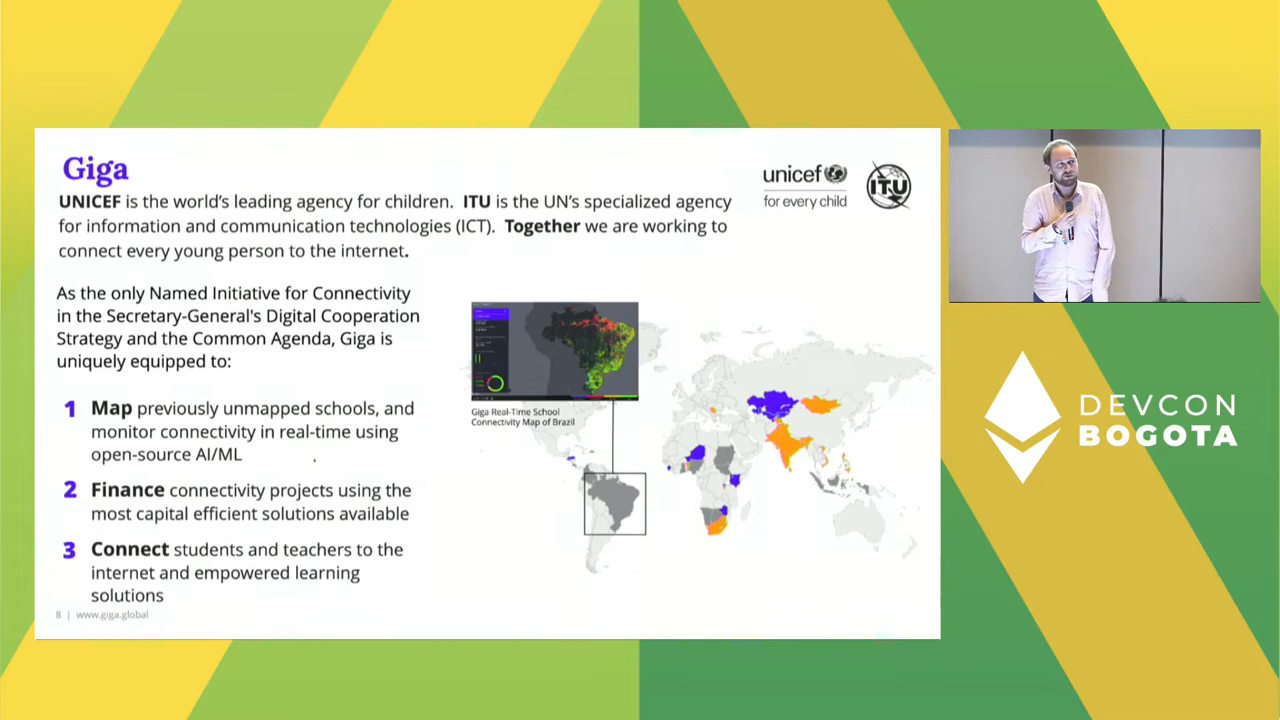 Giga
UNICEF is the world's leading agency for children. ITU is the UN's specialized agency
for information and communication technologies (ICT). Together we are working to
connect every young person to the internet.
unicef
for every child
ITU
As the only Named Initiative for Connectivity
in the Secretary-General's Digital Cooperation
Strategy and the Common Agenda, Giga is
uniquely equipped to:
1 Map previously unmapped schools, and
monitor connectivity in real-time using
open-source AI/ML
2 Finance connectivity projects using the
most capital efficient solutions available
3 Connect students and teachers to the
internet and empowered learning
solutions
Giga Real-Time School
Connectivity Map of Brazil
8 | www.giga.global
DEVCON
BOGOTA